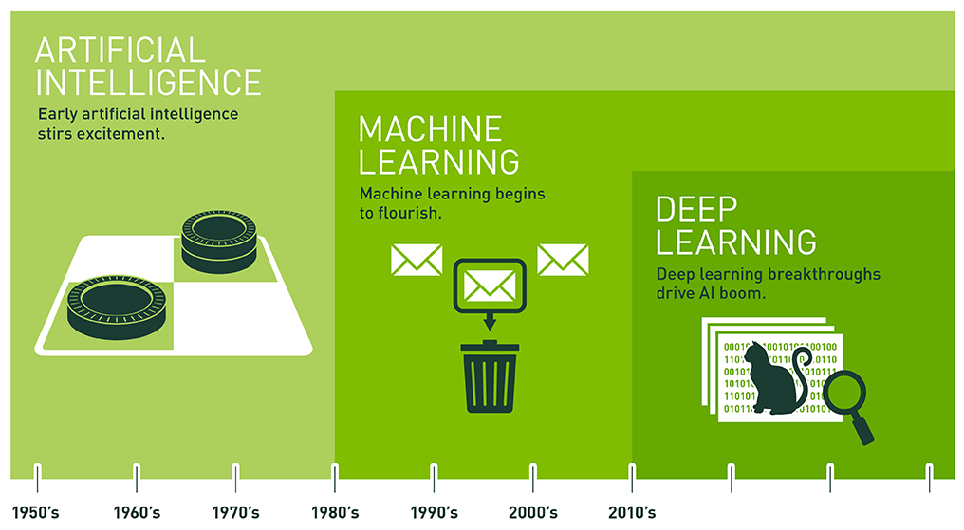 ARTIFICIAL
INTELLIGENCE
Early artificial intelligence
stirs excitement.
MACHINE
LEARNING
Machine learning begins
to flourish.
DEEP
LEARNING
Deep learning breakthroughs
drive AI boom.
1950's 1960's 1970's 1980's 1990's 2000's 2010's